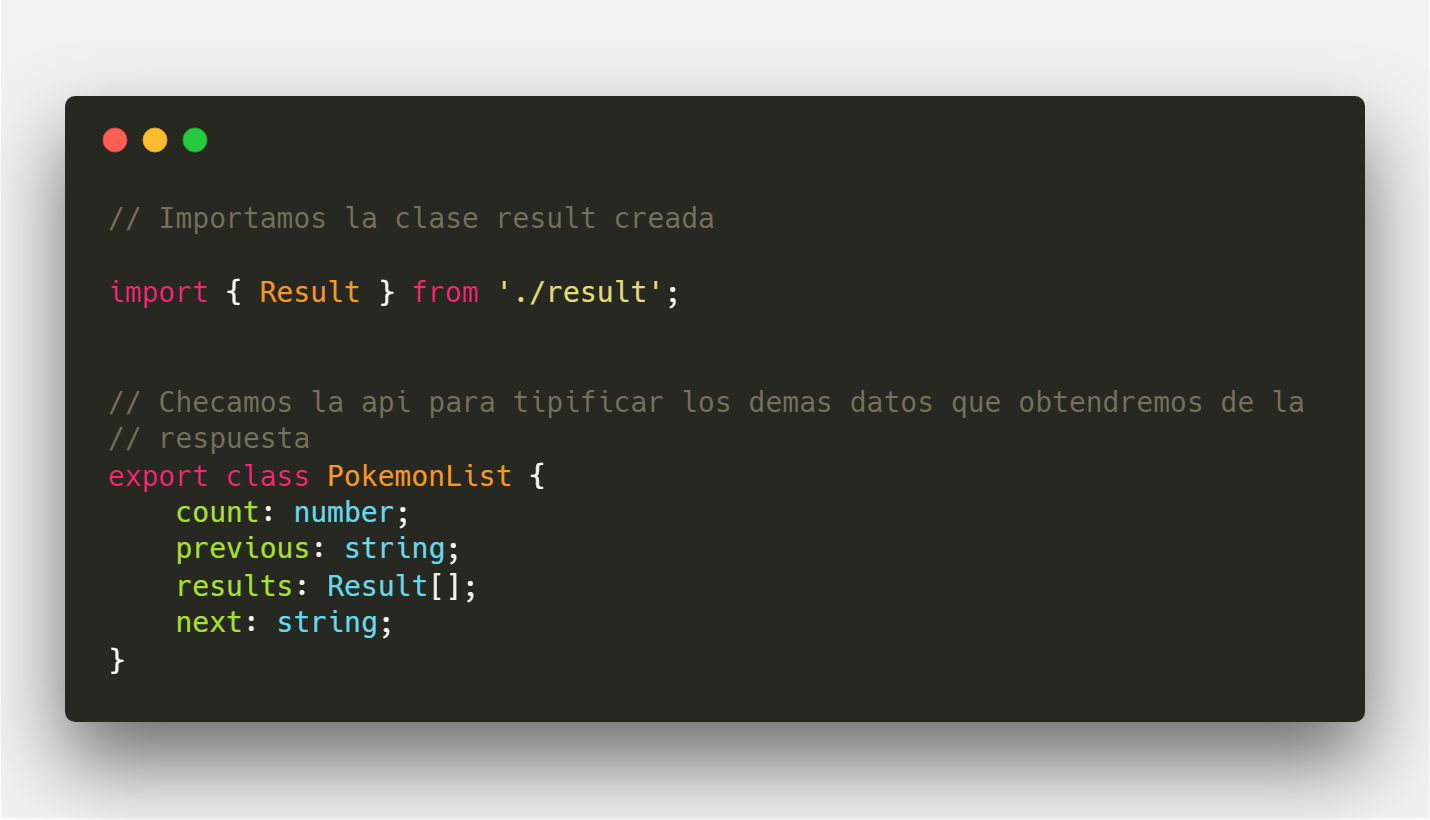 // Importamos la clase result creada
import { Result } from './result';
// Checamos la api para tipificar los demas datos que obtendremos de la
// respuesta
export class PokemonList {
    count: number;
    previous: string;
    results: Result[];
    next: string;
}